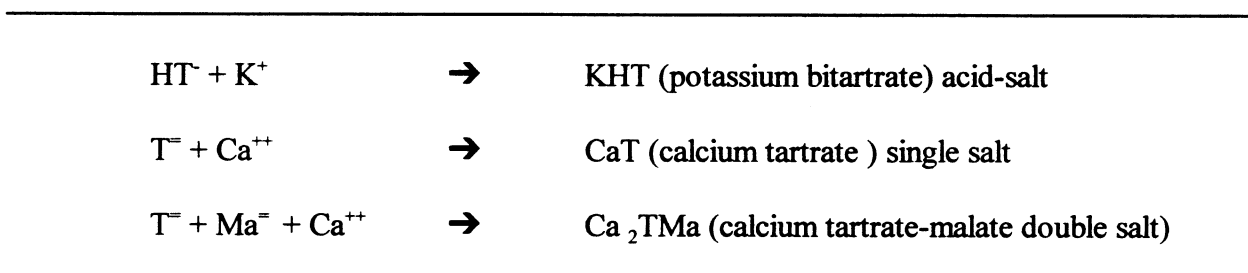 HT⁻ + K⁺ ➔ KHT (potassium bitartrate) acid-salt
T⁼ + Ca⁺⁺ ➔ CaT (calcium tartrate ) single salt
T⁼ + Ma⁼ + Ca⁺⁺ ➔ Ca ₂TMa (calcium tartrate-malate double salt)